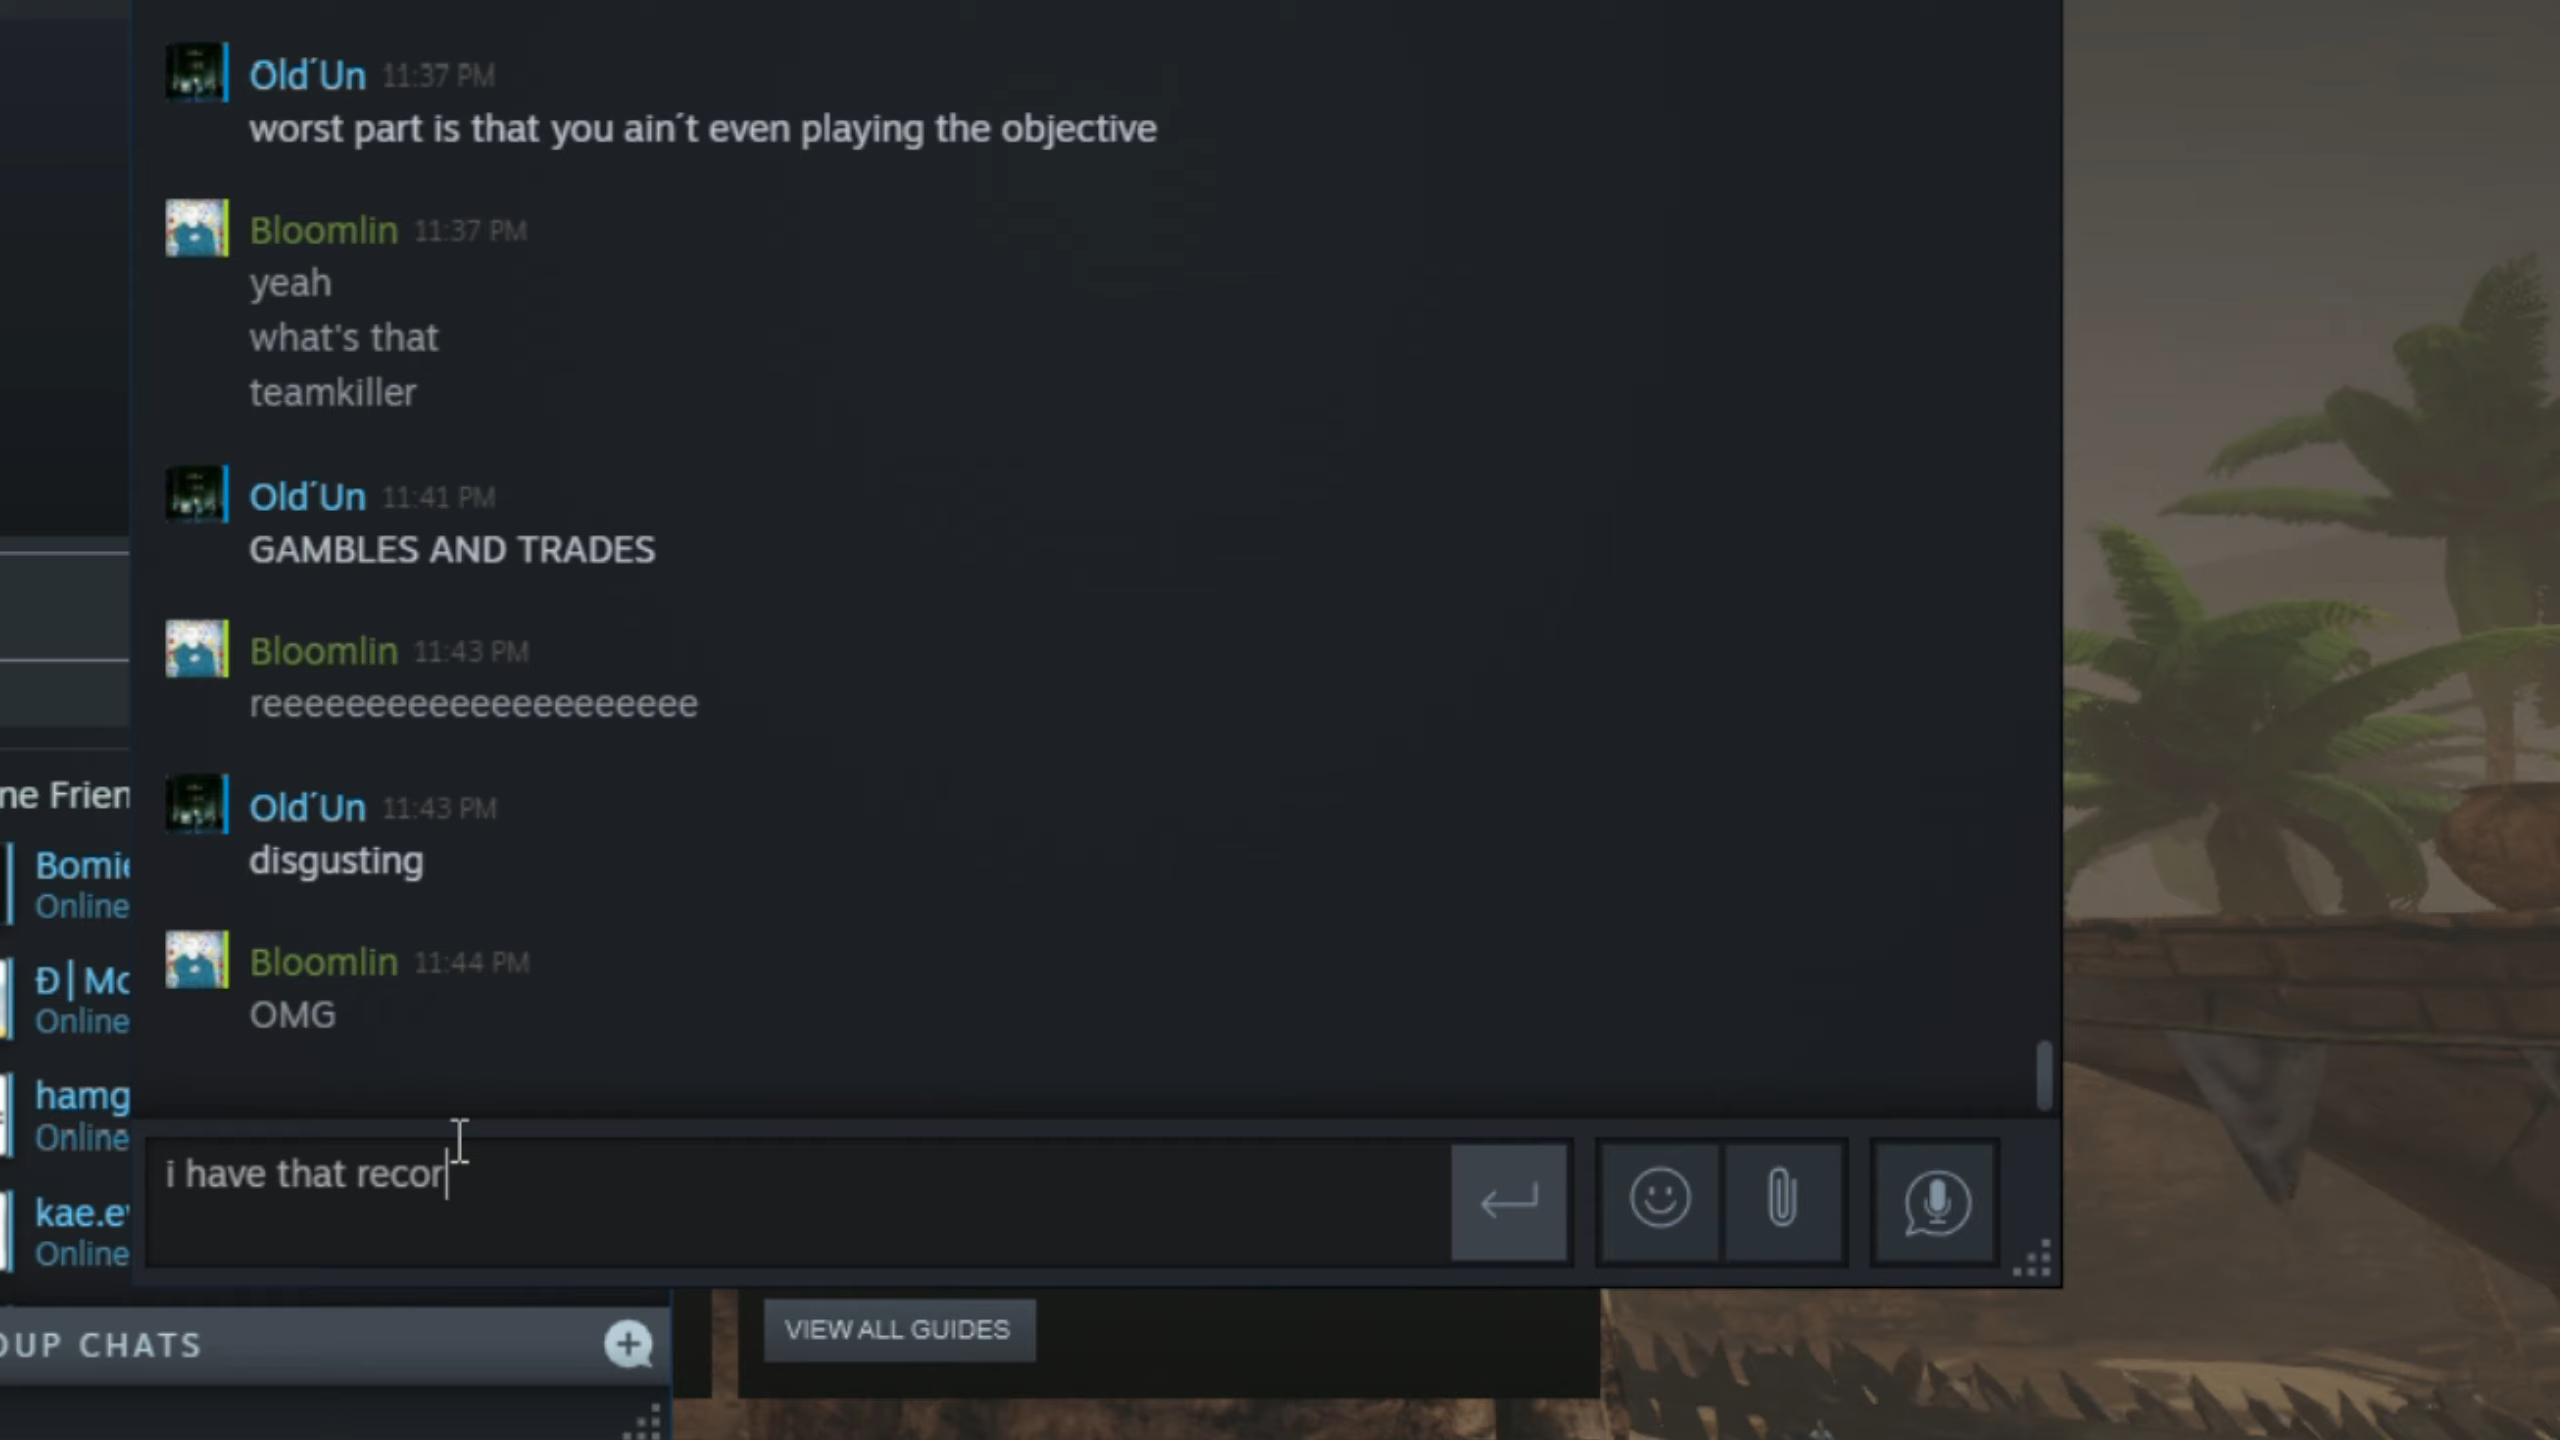 Old´Un 11:37 PM
worst part is that you ain´t even playing the objective
Bloomlin 11:37 PM
yeah
what's that
teamkiller
Old´Un 11:41 PM
GAMBLES AND TRADES
Bloomlin 11:43 PM
reeeeeeeeeeeeeeeeeeeee
Old´Un 11:43 PM
disgusting
Bloomlin 11:44 PM
OMG
i have that recor
ne Frien
Bomie
Online
Đ|Mo
Online
hamg
Online
kae.e
Online
OUP CHATS
VIEW ALL GUIDES